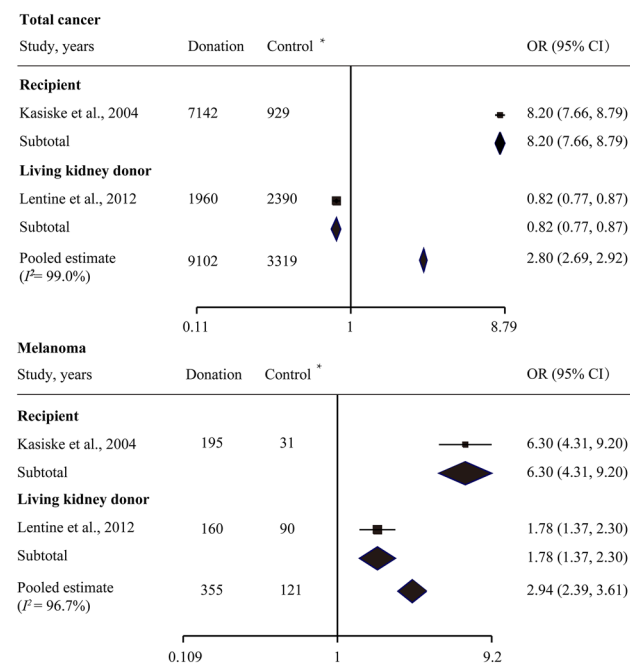 Total cancer
Study, years Donation Control * OR (95% CI)
Recipient
Kasiske et al., 2004 7142 929 8.20 (7.66, 8.79)
Subtotal 8.20 (7.66, 8.79)
Living kidney donor
Lentine et al., 2012 1960 2390 0.82 (0.77, 0.87)
Subtotal 0.82 (0.77, 0.87)
Pooled estimate 9102 3319 2.80 (2.69, 2.92)
(I²= 99.0%)
0.11 1 8.79
Melanoma
Study, years Donation Control * OR (95% CI)
Recipient
Kasiske et al., 2004 195 31 6.30 (4.31, 9.20)
Subtotal 6.30 (4.31, 9.20)
Living kidney donor
Lentine et al., 2012 160 90 1.78 (1.37, 2.30)
Subtotal 1.78 (1.37, 2.30)
Pooled estimate 355 121 2.94 (2.39, 3.61)
(I² = 96.7%)
0.109 1 9.2